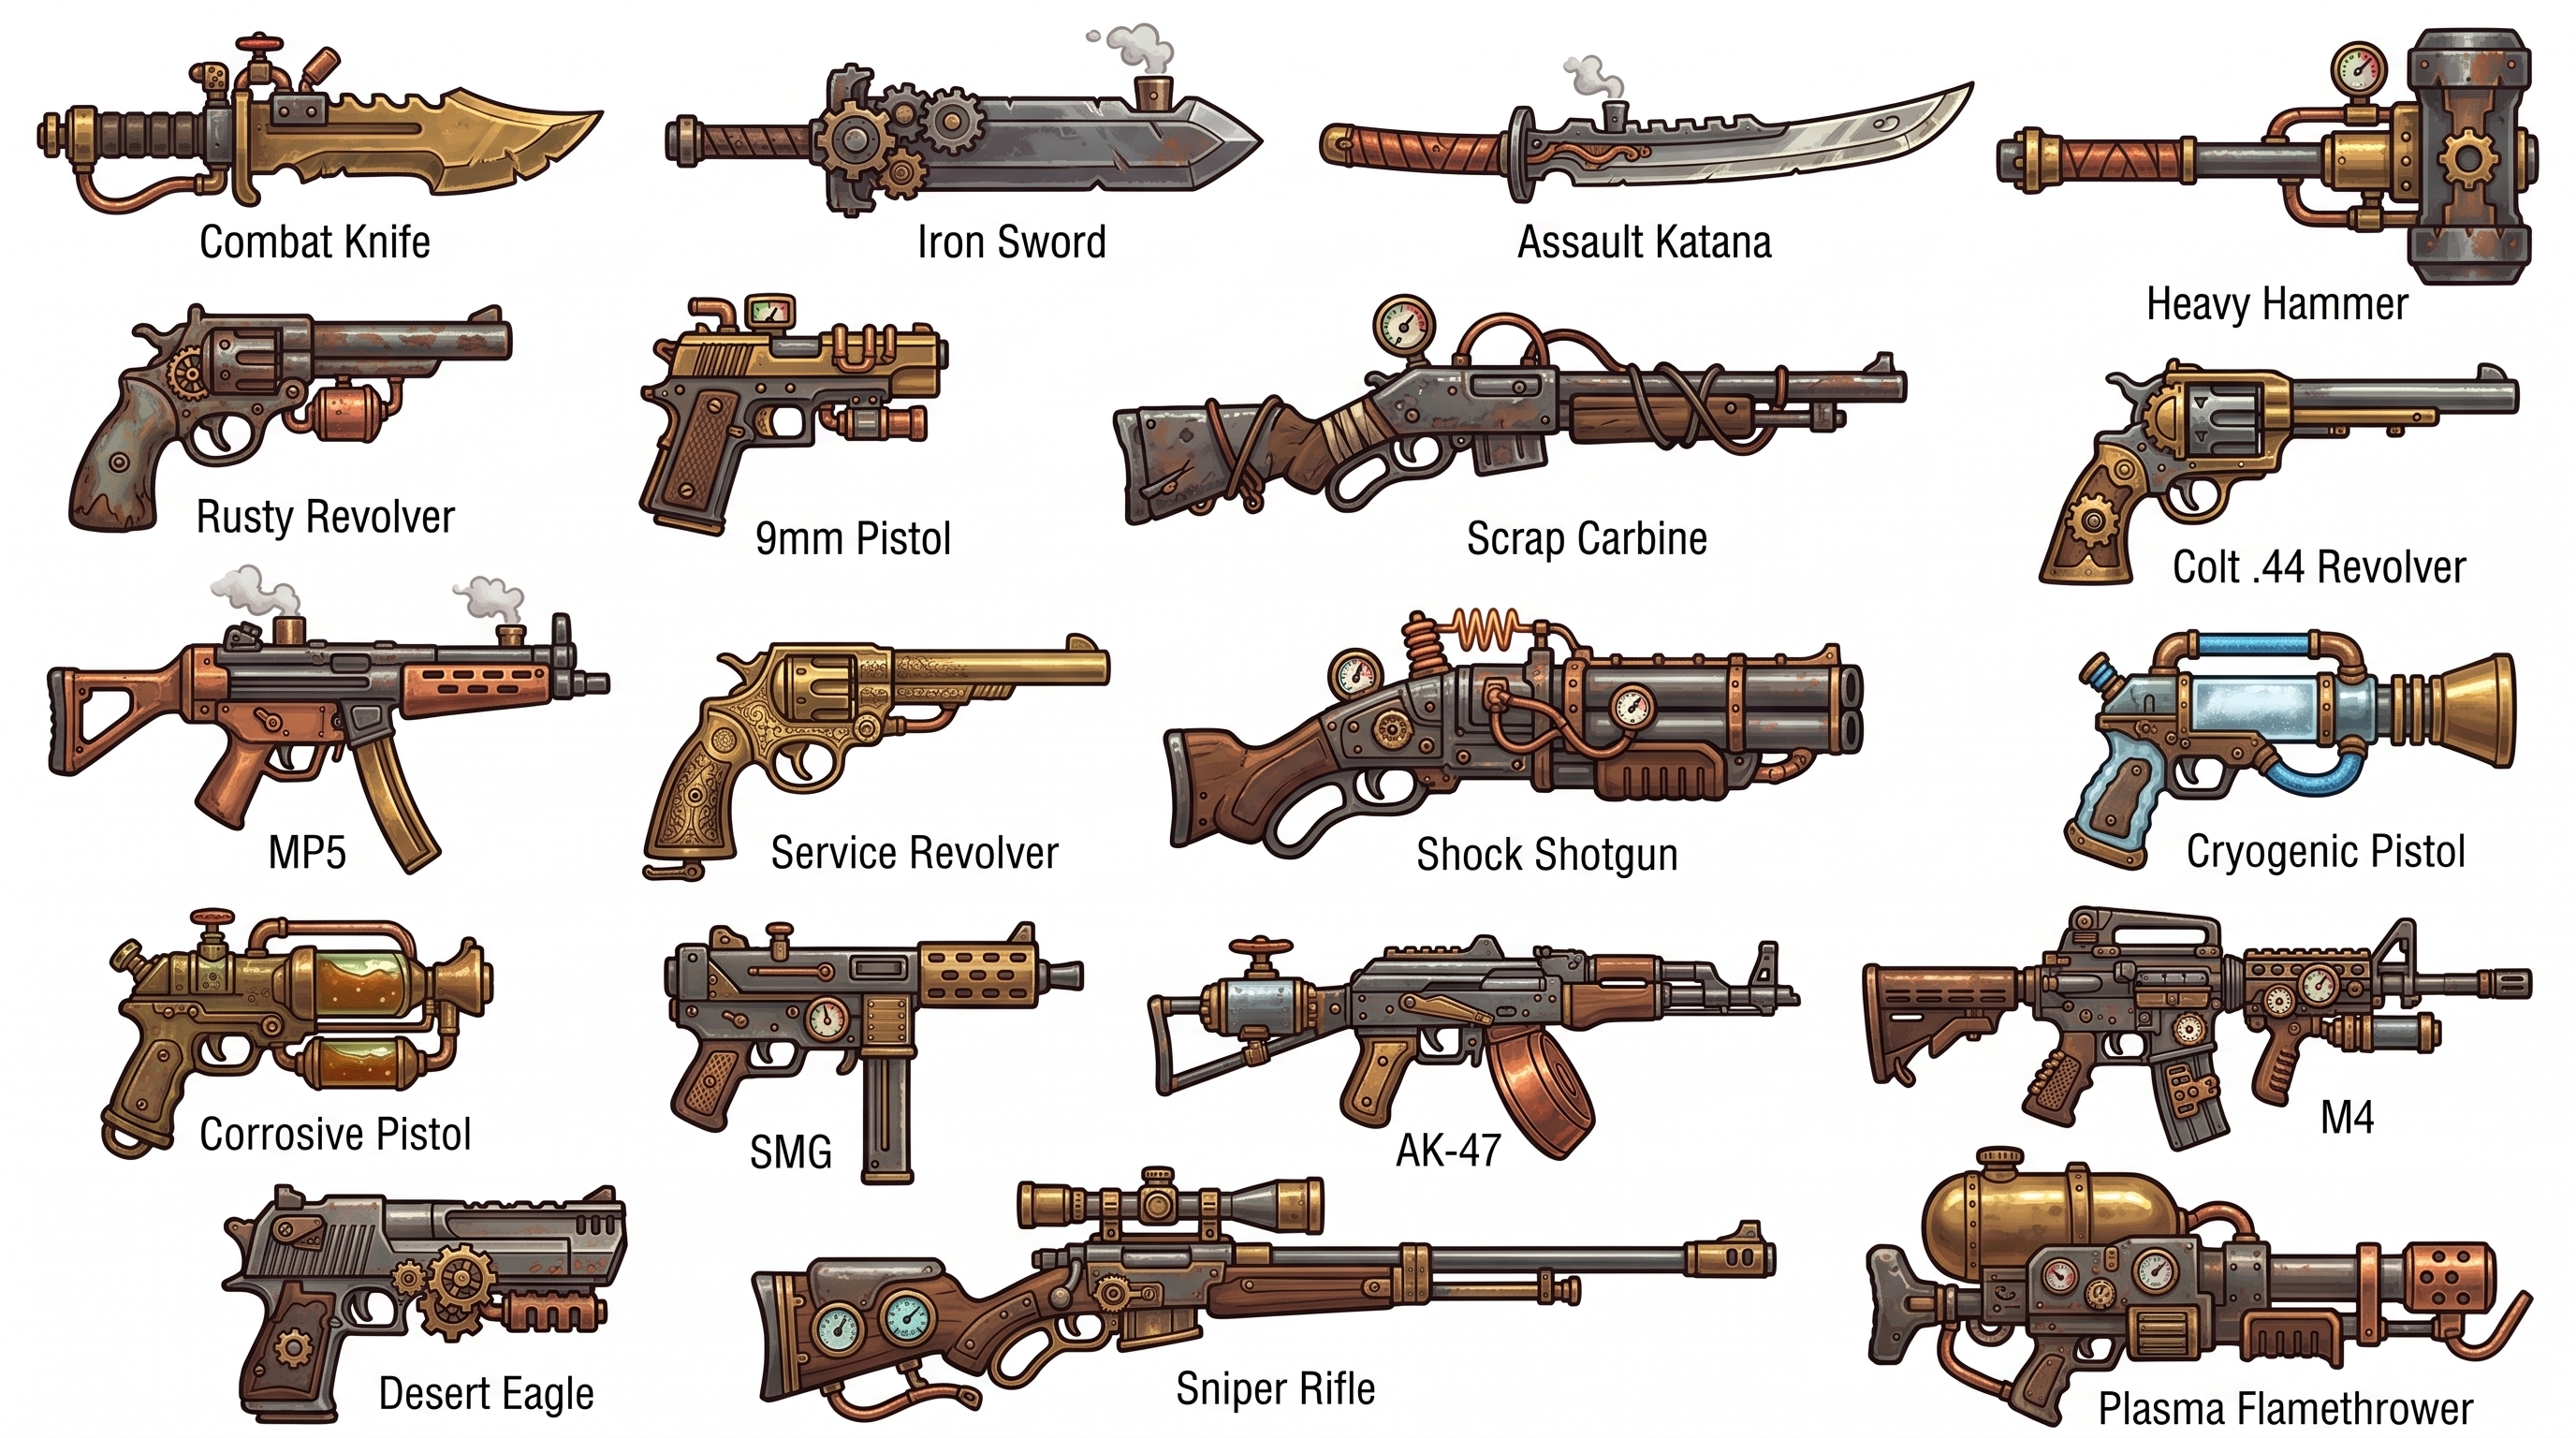 Combat Knife
Iron Sword
Assault Katana
Heavy Hammer
Rusty Revolver
9mm Pistol
Scrap Carbine
Colt .44 Revolver
MP5
Service Revolver
Shock Shotgun
Cryogenic Pistol
Corrosive Pistol
SMG
AK-47
M4
Desert Eagle
Sniper Rifle
Plasma Flamethrower